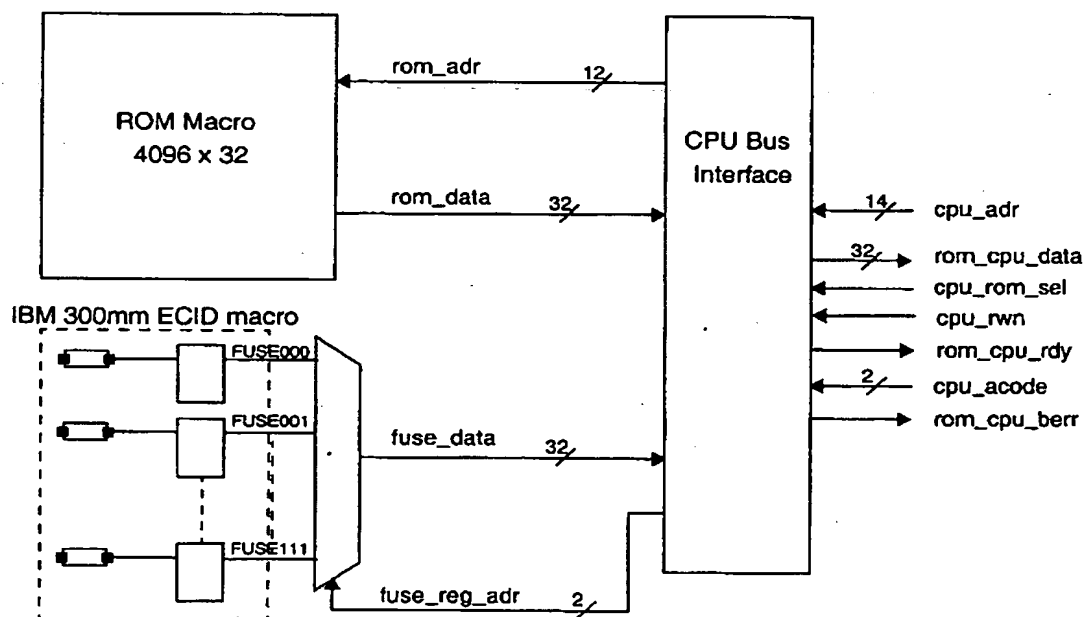 rom_adr
12
ROM Macro
4096 x 32
CPU Bus
Interface
rom_data
32
14
cpu_adr
32
rom_cpu_data
cpu_rom_sel
cpu_rwn
rom_cpu_rdy
2
cpu_acode
rom_cpu_berr
IBM 300mm ECID macro
FUSE000
FUSE001
fuse_data
32
FUSE111
fuse_reg_adr
2